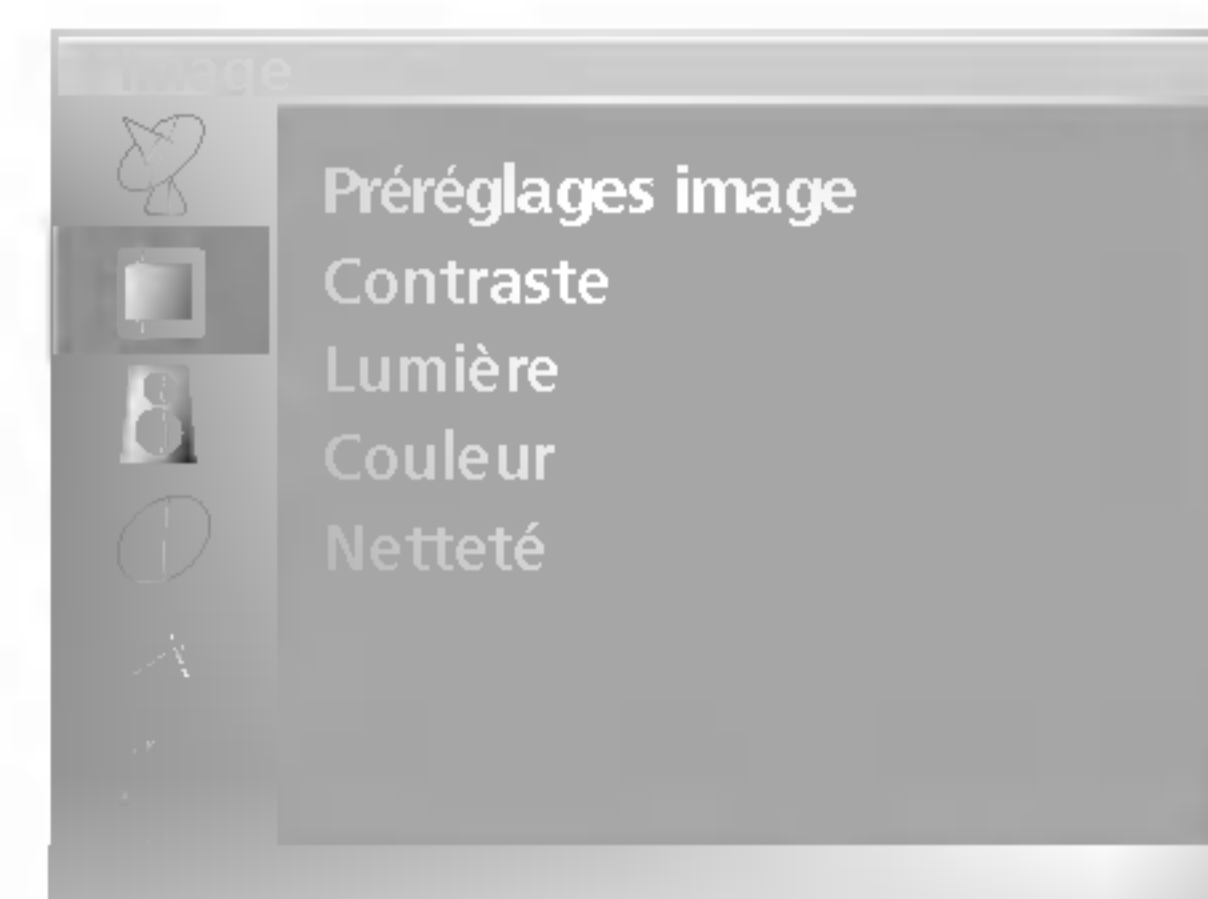 Image
Préréglages image
Contraste
Lumière
Couleur
Netteté